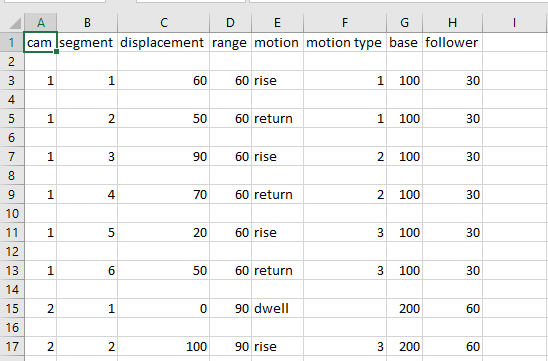 A B C D E F G H I
1 cam segment displacement range motion motion type base follower
2
3 1 1 60 60 rise 1 100 30
4
5 1 2 50 60 return 1 100 30
6
7 1 3 90 60 rise 2 100 30
8
9 1 4 70 60 return 2 100 30
10
11 1 5 20 60 rise 3 100 30
12
13 1 6 50 60 return 3 100 30
14
15 2 1 0 90 dwell 200 60
16
17 2 2 100 90 rise 3 200 60